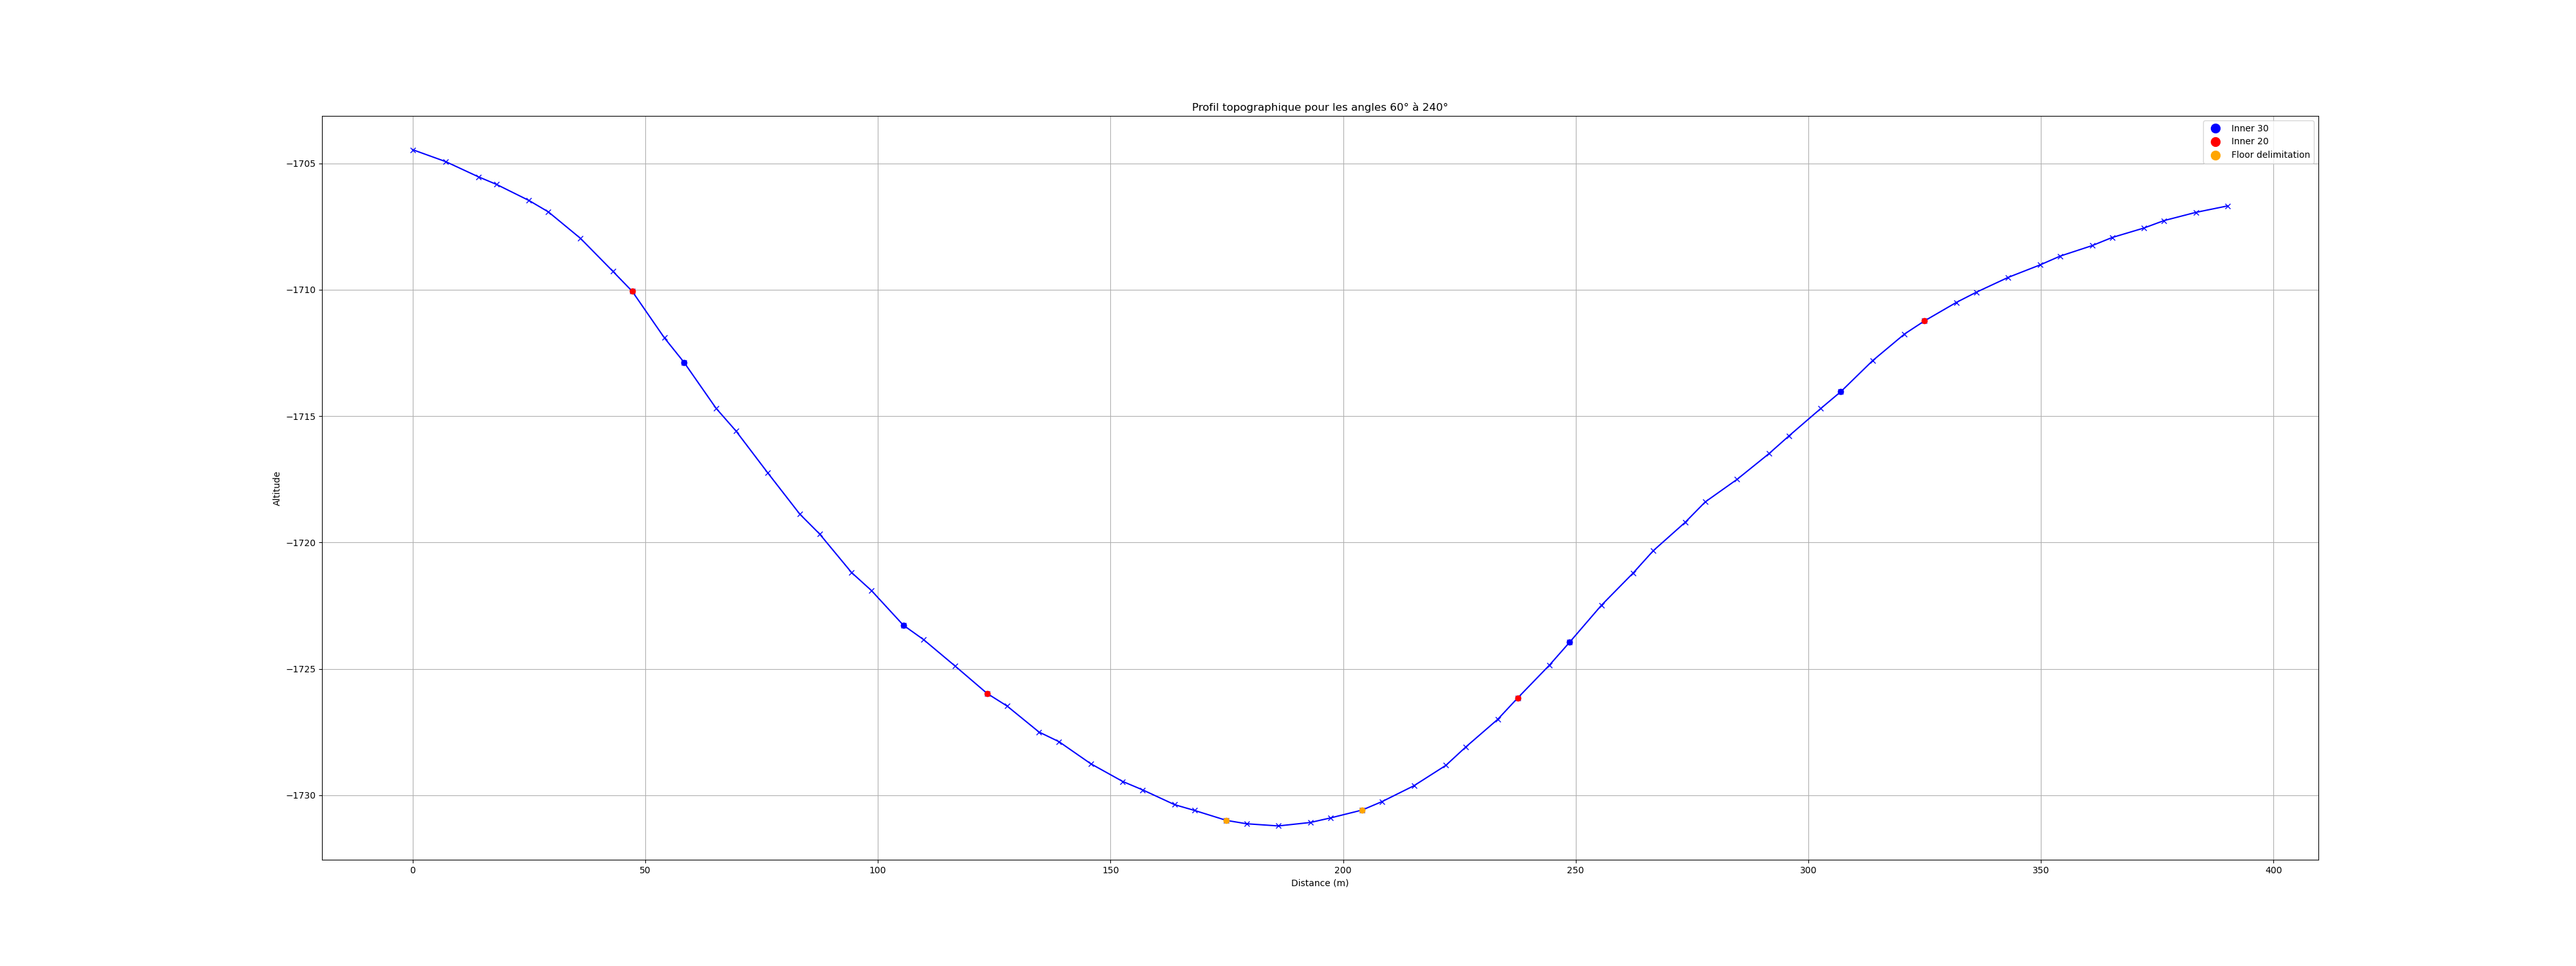 Profil topographique pour les angles 60° à 240°
Inner 30
Inner 20
Floor delimitation
−1705
−1710
−1715
−1720
−1725
−1730
Altitude
0 50 100 150 200 250 300 350 400
Distance (m)